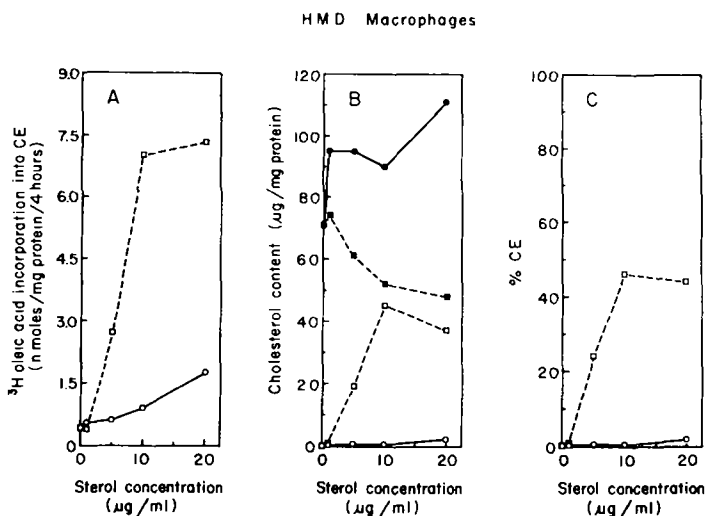 HMD Macrophages
A
³H oleic acid incorporation into CE
(nmoles/mg protein/4 hours)
9.0
7.5
6.0
4.5
3.0
1.5
0
0
10
20
Sterol concentration
(μg/ml)
B
Cholesterol content (μg/mg protein)
120
100
80
60
40
20
0
0
10
20
Sterol concentration
(μg/ml)
C
% CE
100
80
60
40
20
0
0
10
20
Sterol concentration
(μg/ml)